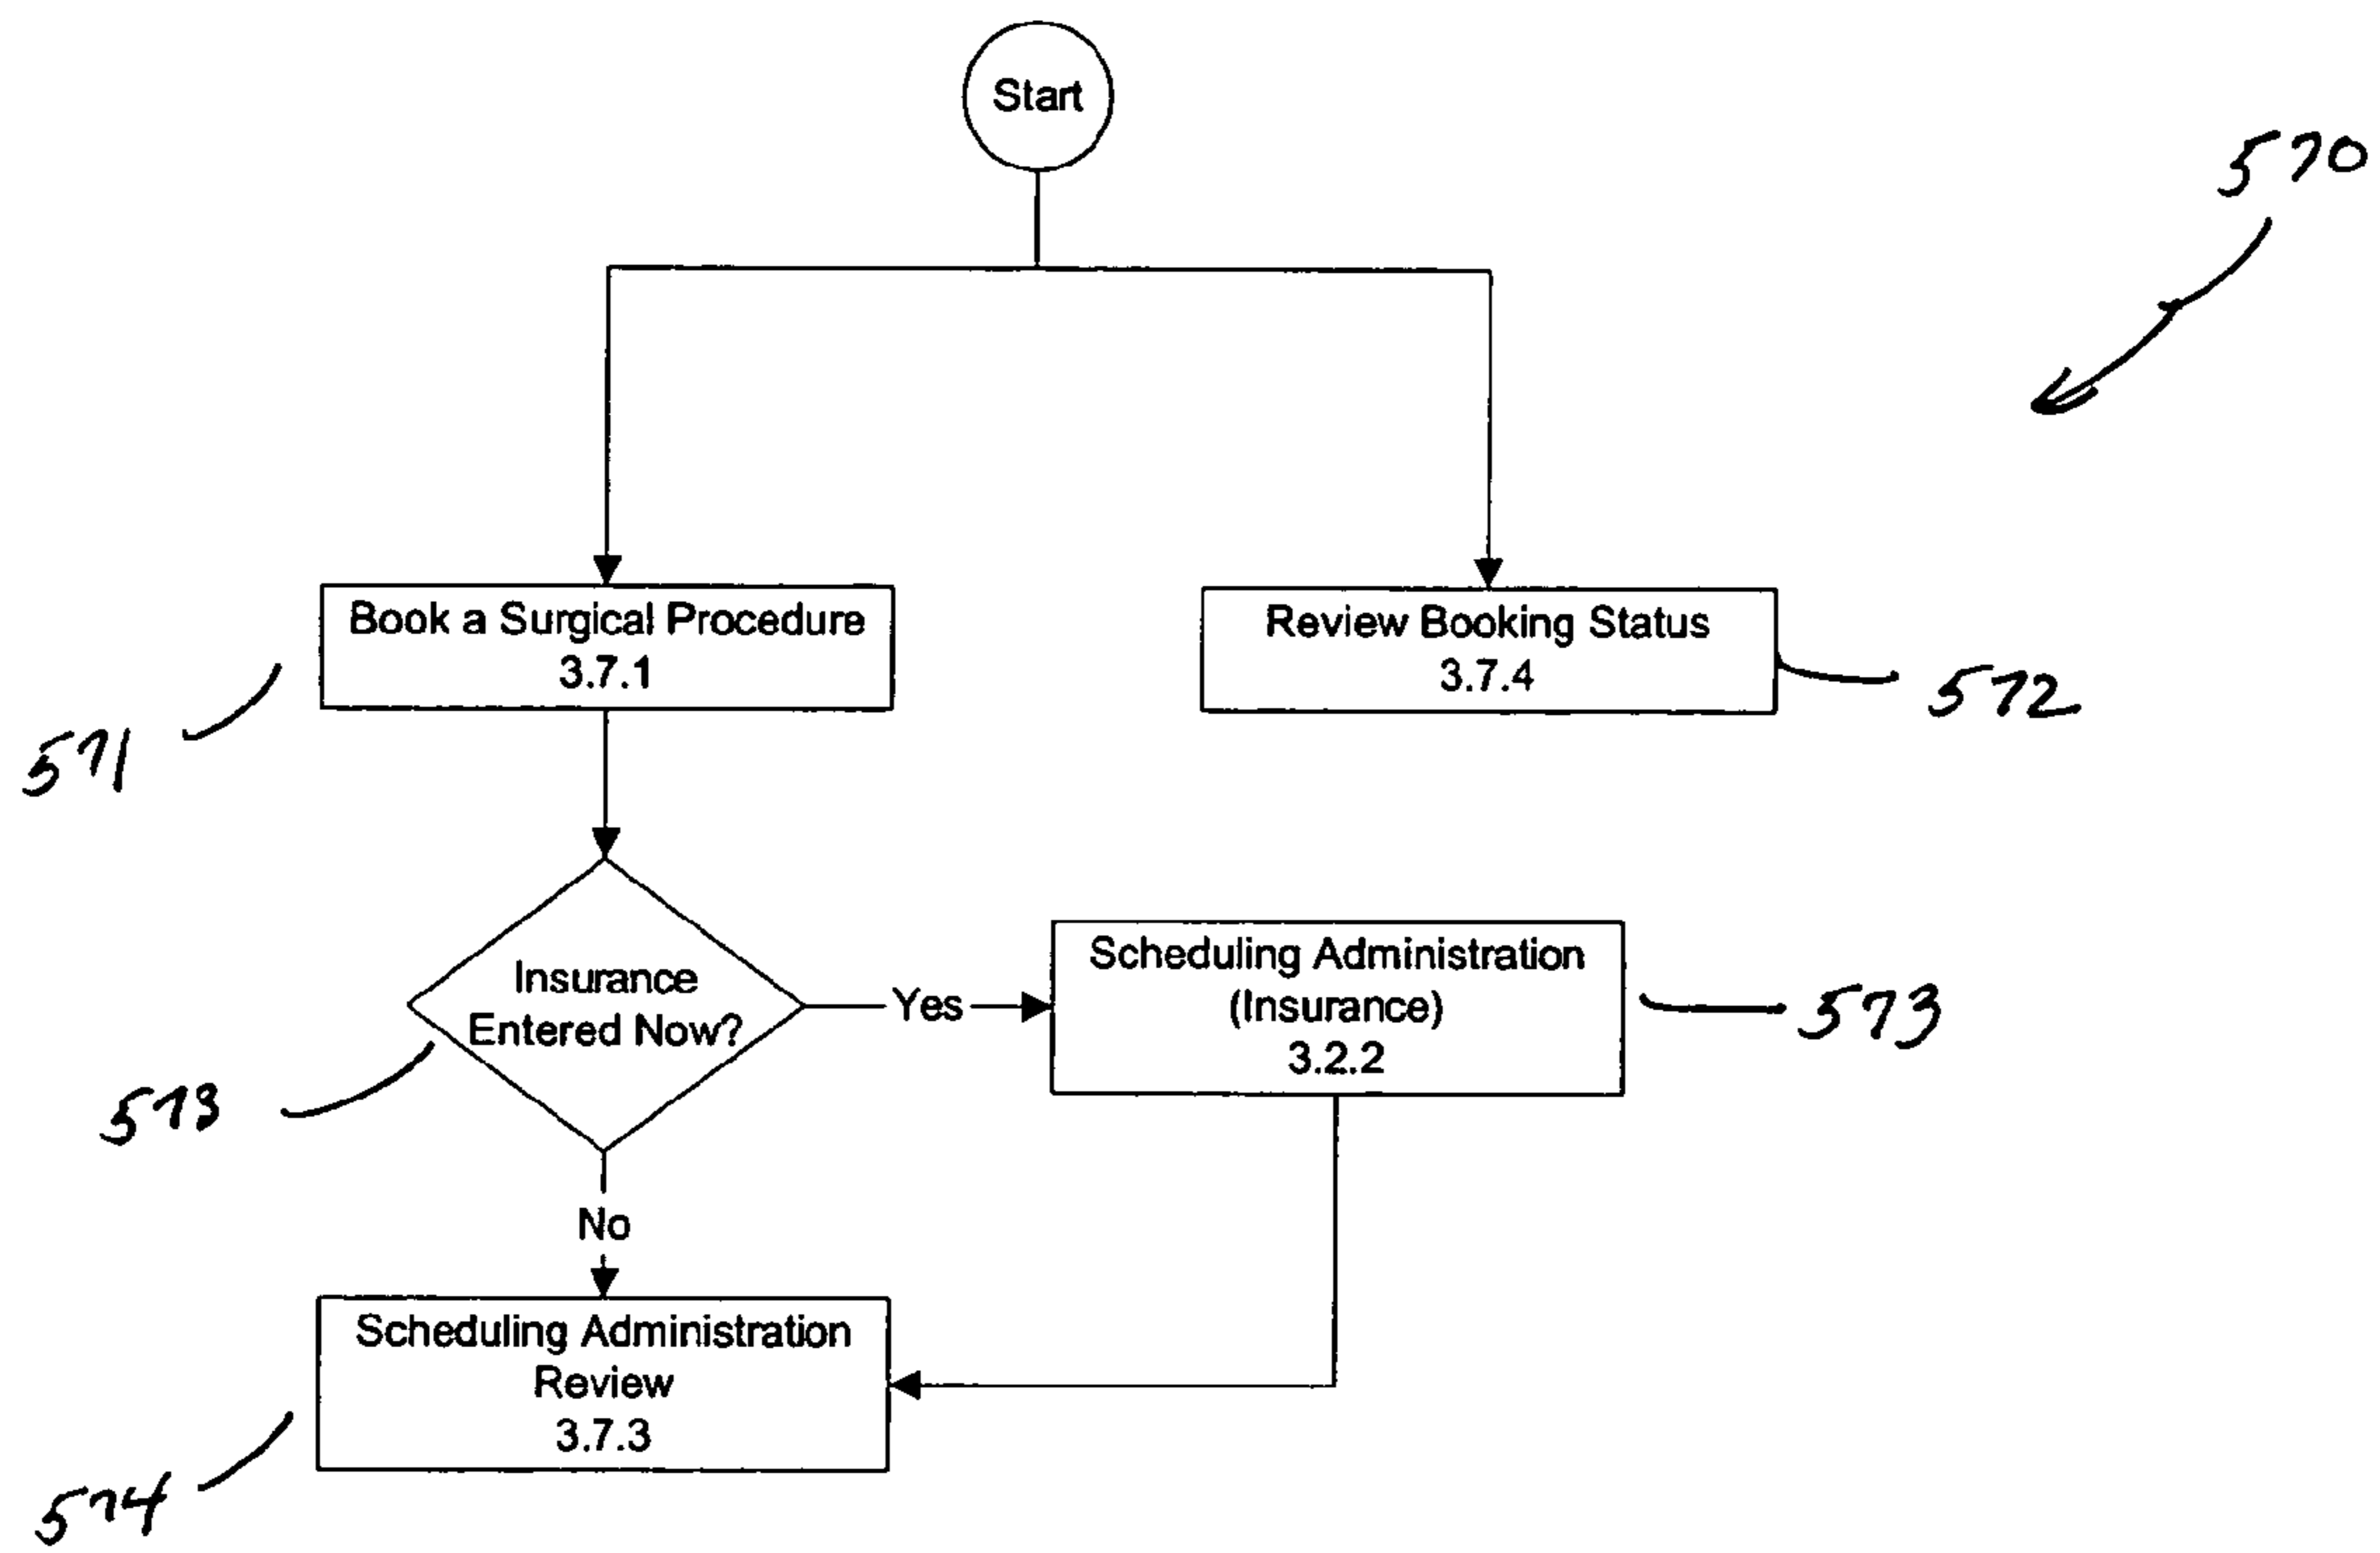 Start
570
Book a Surgical Procedure
3.7.1
Review Booking Status
3.7.4
571
572
Insurance
Entered Now?
Yes
Scheduling Administration
(Insurance)
3.2.2
573
No
Scheduling Administration
Review
3.7.3
574